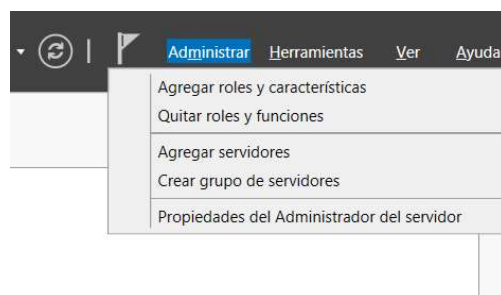 Administrar Herramientas Ver Ayuda
Agregar roles y características
Quitar roles y funciones
Agregar servidores
Crear grupo de servidores
Propiedades del Administrador del servidor